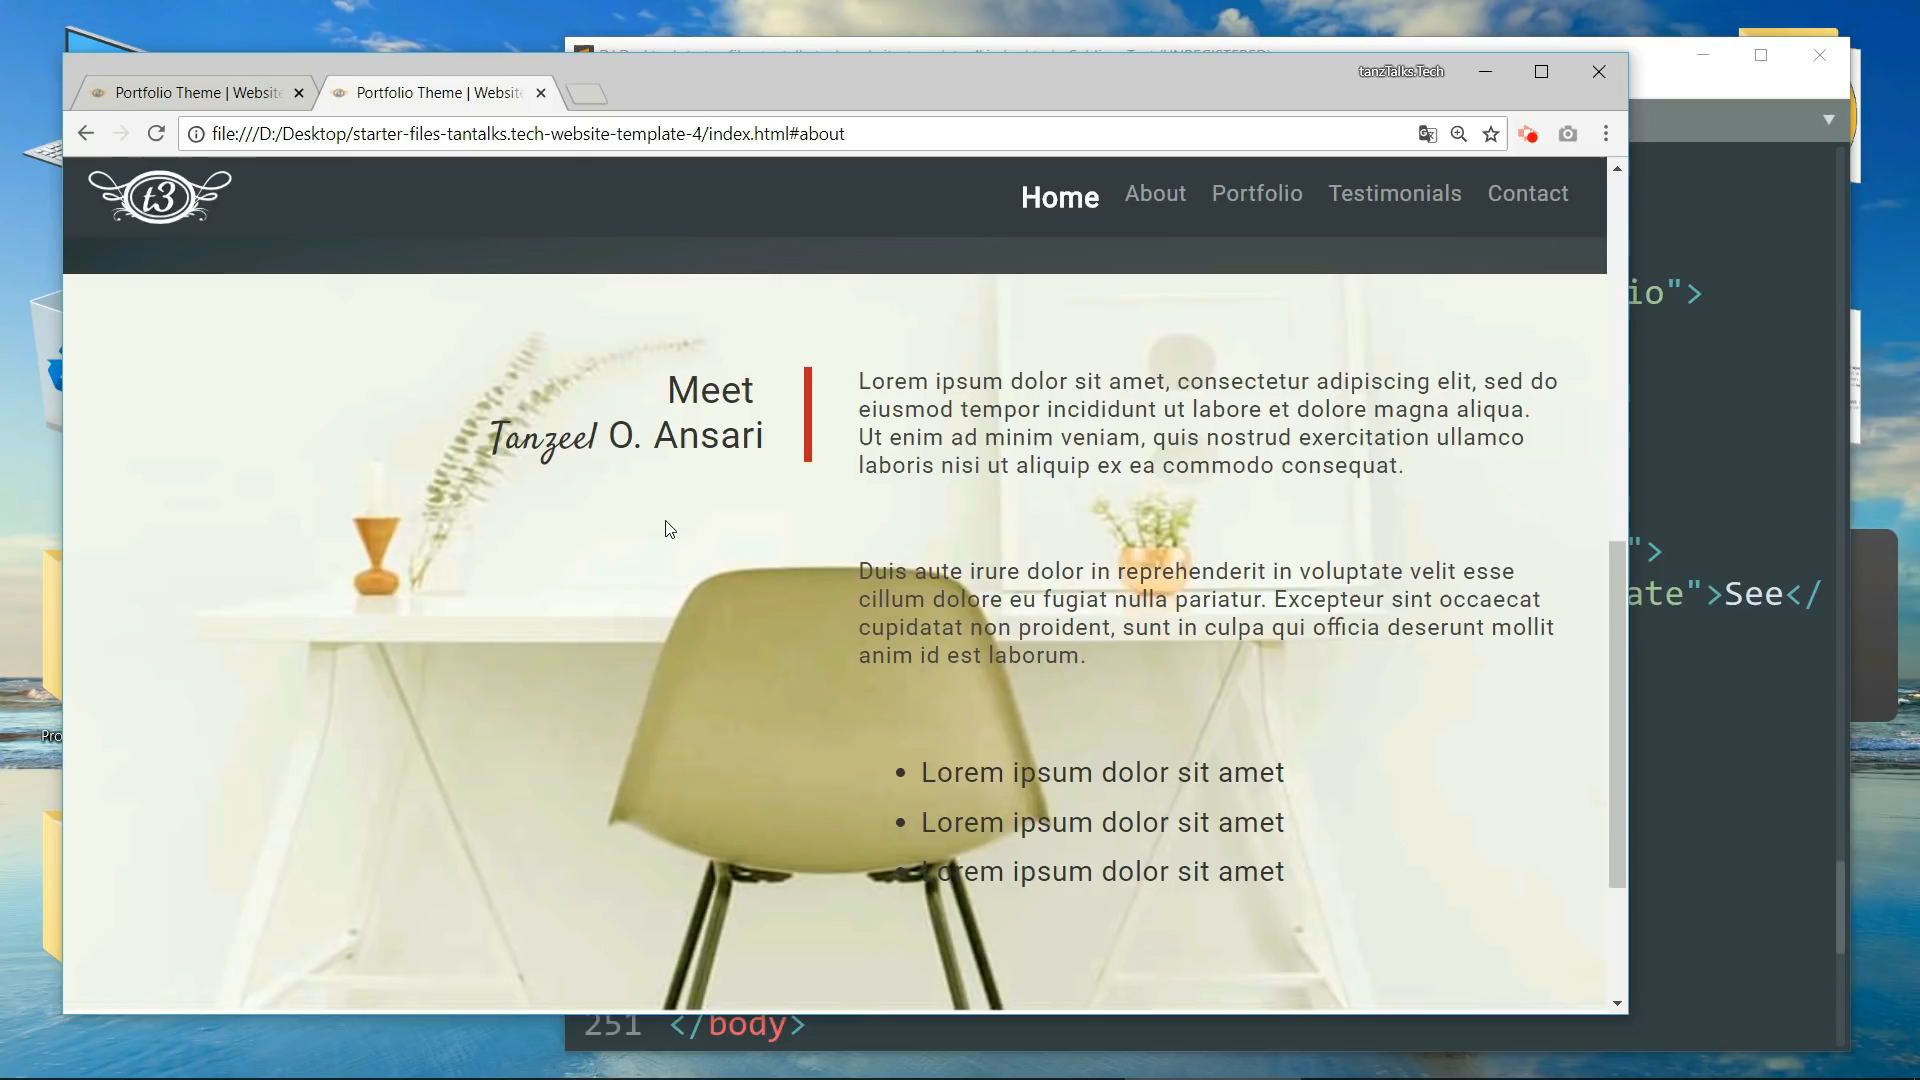 tanzTalks.Tech
Portfolio Theme | Website
Portfolio Theme | Website
file:///D:/Desktop/starter-files-tantalks.tech-website-template-4/index.html#about
t3
Home About Portfolio Testimonials Contact
Meet
Tanzeel O. Ansari
Lorem ipsum dolor sit amet, consectetur adipiscing elit, sed do
eiusmod tempor incididunt ut labore et dolore magna aliqua.
Ut enim ad minim veniam, quis nostrud exercitation ullamco
laboris nisi ut aliquip ex ea commodo consequat.
Duis aute irure dolor in reprehenderit in voluptate velit esse
cillum dolore eu fugiat nulla pariatur. Excepteur sint occaecat
cupidatat non proident, sunt in culpa qui officia deserunt mollit
anim id est laborum.
• Lorem ipsum dolor sit amet
• Lorem ipsum dolor sit amet
• Lorem ipsum dolor sit amet
io">
">
ate">See</
Pro
251 </body>